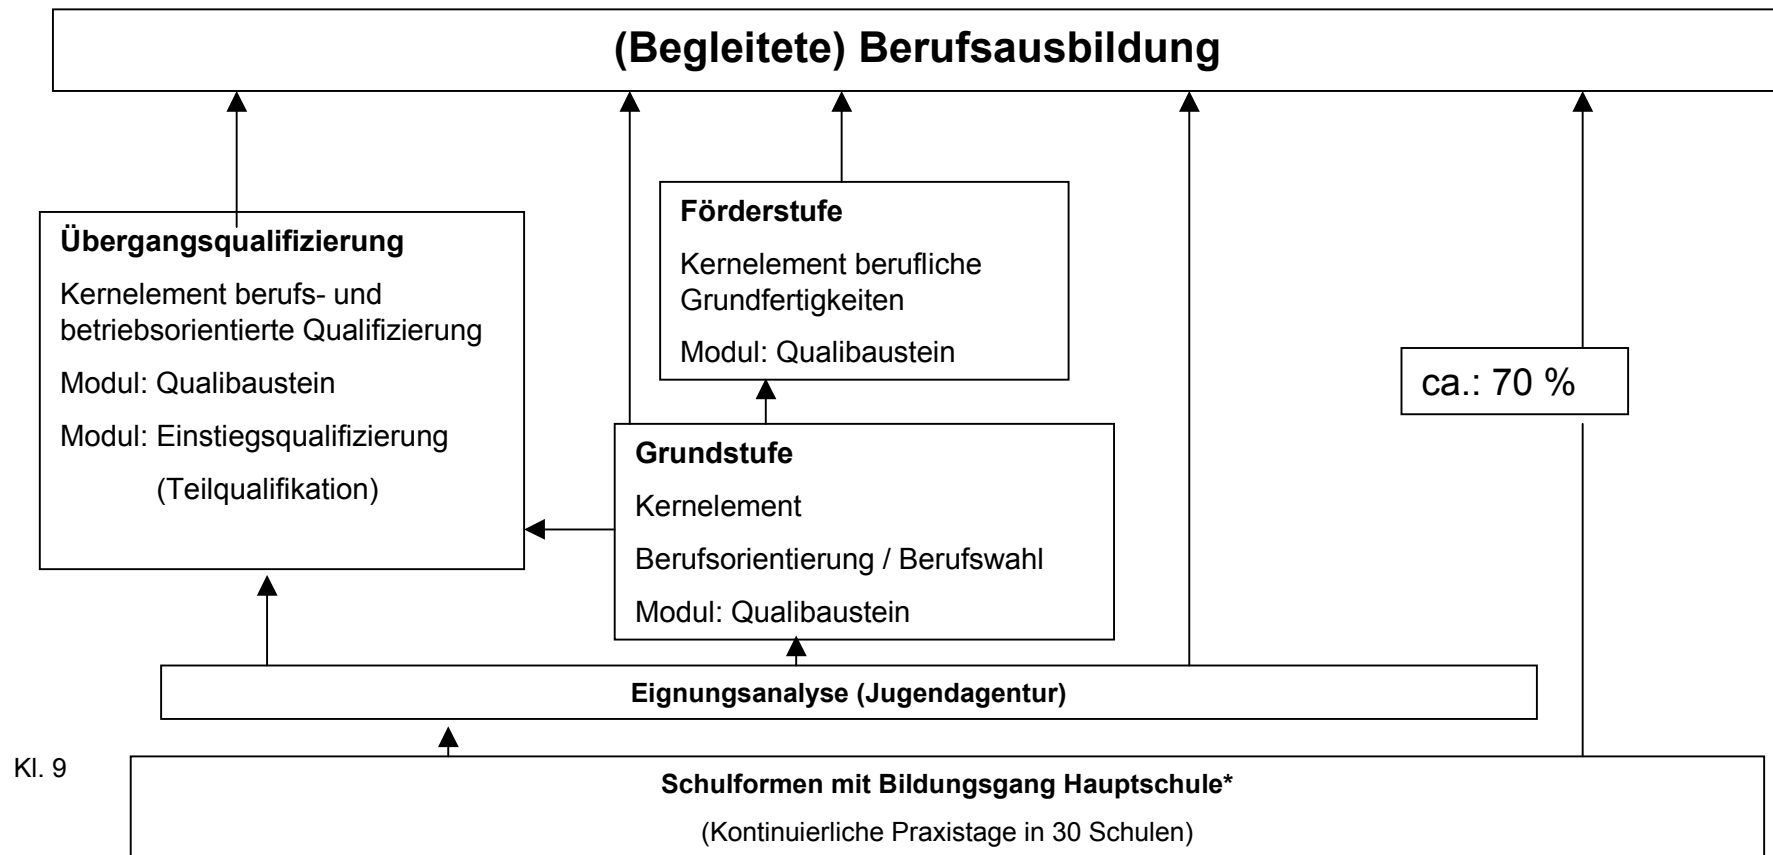 (Begleitete) Berufsausbildung
Übergangsqualifizierung
Kernelement berufs- und
betriebsorientierte Qualifizierung
Modul: Qualibaustein
Modul: Einstiegsqualifizierung
(Teilqualifikation)
Förderstufe
Kernelement berufliche
Grundfertigkeiten
Modul: Qualibaustein
ca.: 70 %
Grundstufe
Kernelement
Berufsorientierung / Berufswahl
Modul: Qualibaustein
Eignungsanalyse (Jugendagentur)
Kl. 9
Schulformen mit Bildungsgang Hauptschule*
(Kontinuierliche Praxistage in 30 Schulen)